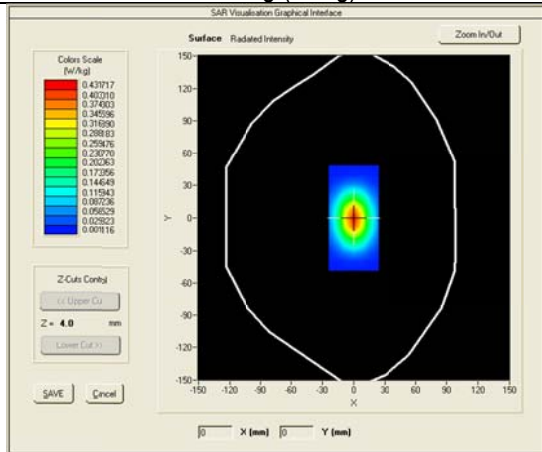 SAR Visualisation Graphical Interface
Surface Radiated Intensity
Zoom In/Out
Colors Scale
(W/kg)
0.431717
0.403010
0.374303
0.345596
0.316890
0.288183
0.259476
0.230770
0.202063
0.173356
0.144649
0.115943
0.087236
0.058529
0.029823
0.001116
150-
120-
90-
60-
30-
Y
0-
-30-
-60-
-90-
-120-
-150-
-150 -120 -90 -60 -30 0 30 60 90 120 150
X
Z-Cuts Control
<< Upper Cu
Z = 4.0 mm
Lower Cut >>
SAVE Cancel
0 X (mm) 0 Y (mm)